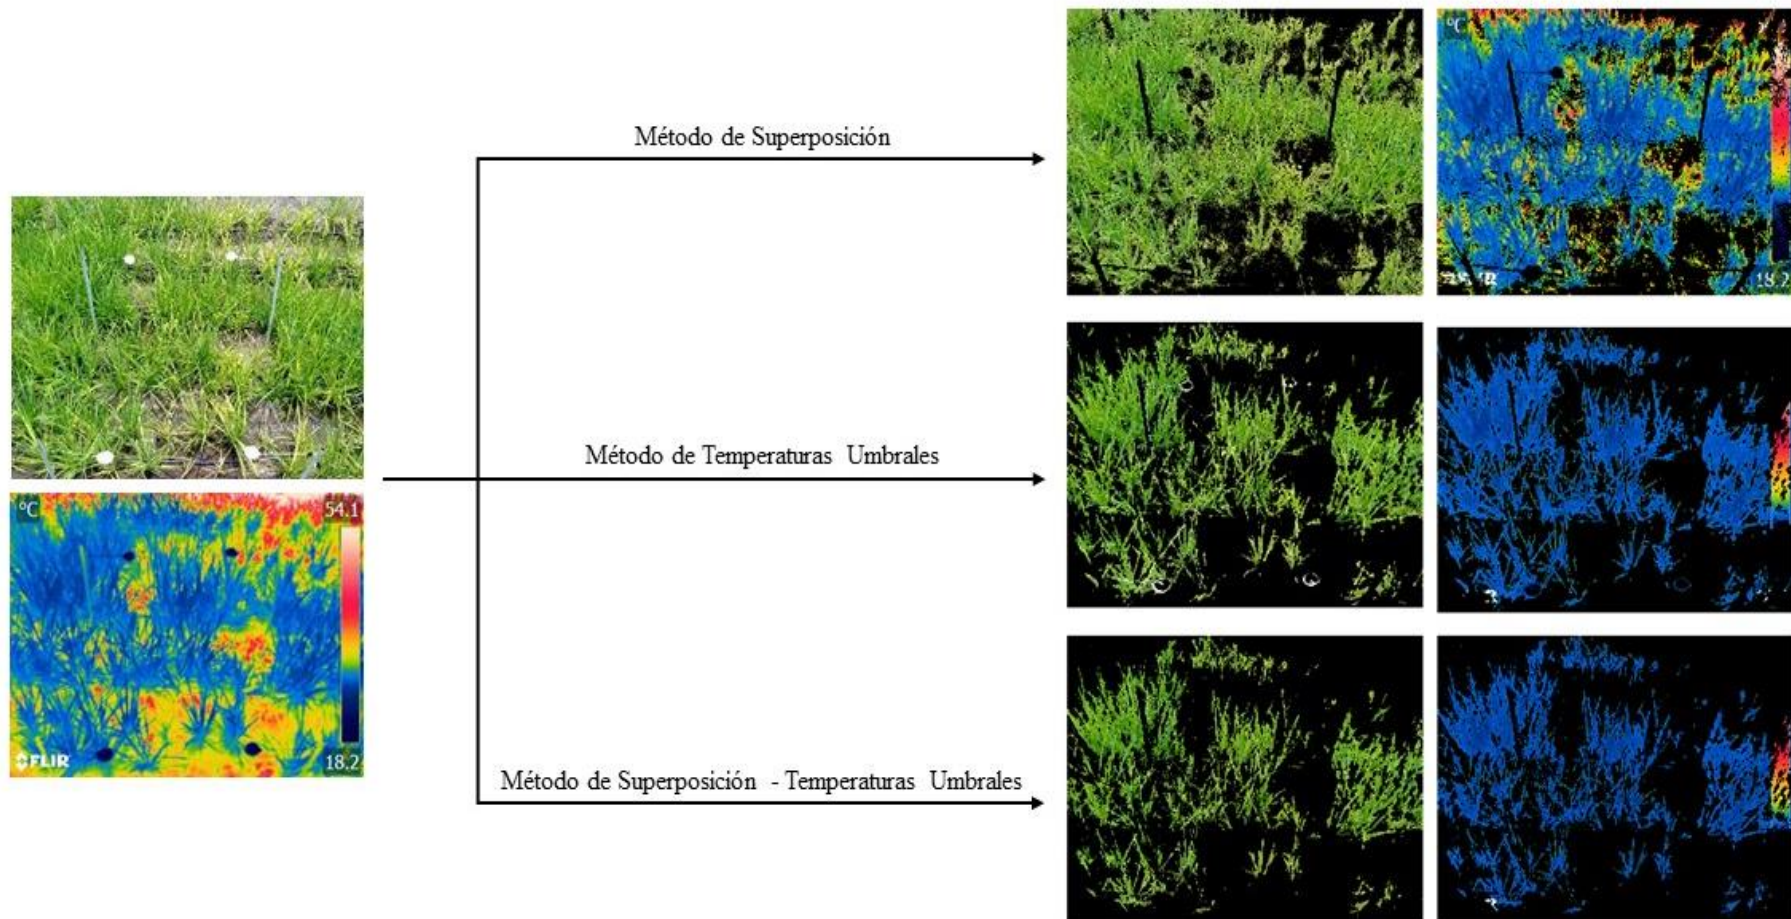 Método de Superposición
°C
18.2
°C
54.1
Método de Temperaturas Umbrales
FLIR
18.2
Método de Superposición - Temperaturas Umbrales